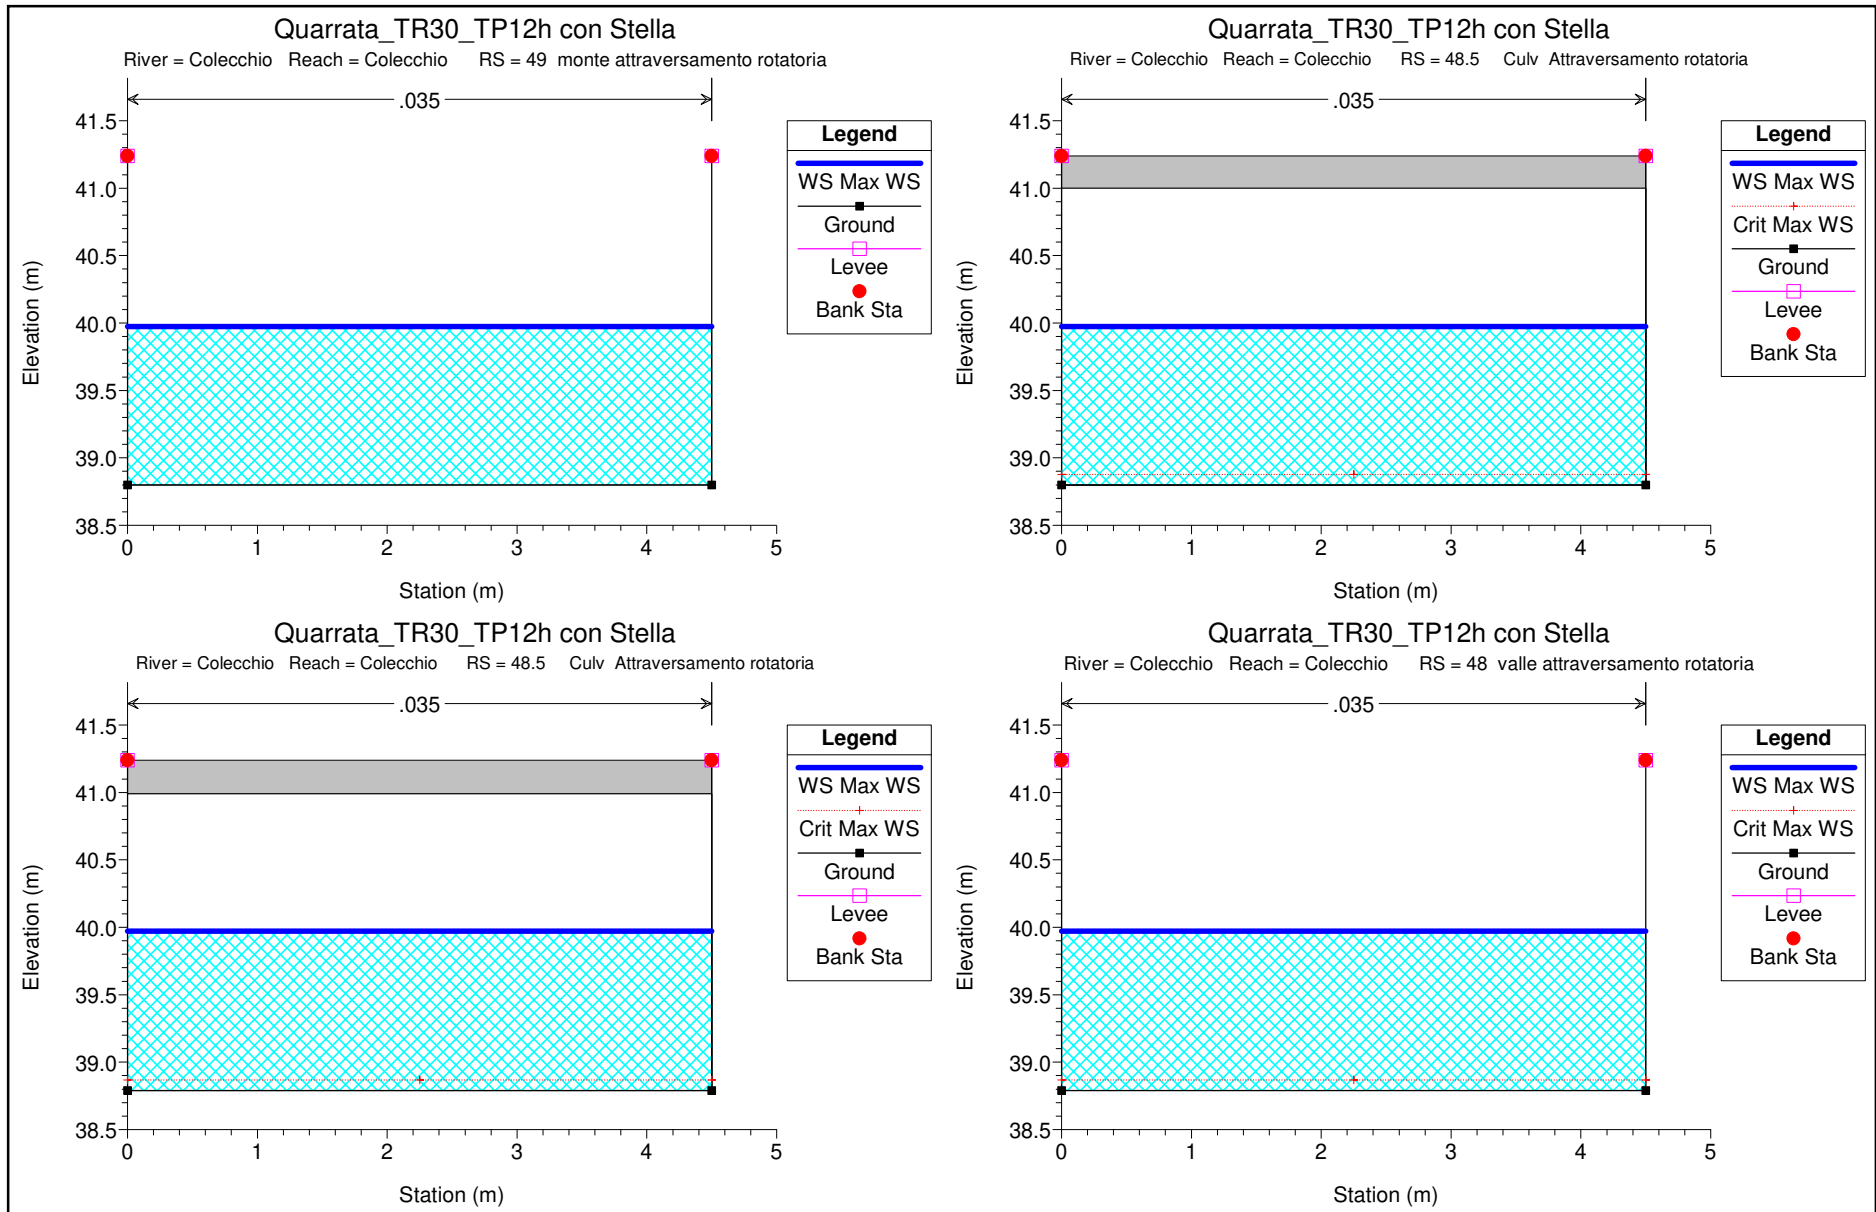 Quarrata_TR30_TP12h con Stella
River = Colecchio Reach = Colecchio RS = 49 monte attraversamento rotatoria
.035
41.5
41.0
40.5
40.0
39.5
39.0
38.5
0 1 2 3 4 5
Elevation (m)
Station (m)
Legend
WS Max WS
Ground
Levee
Bank Sta
Quarrata_TR30_TP12h con Stella
River = Colecchio Reach = Colecchio RS = 48.5 Culv Attraversamento rotatoria
.035
41.5
41.0
40.5
40.0
39.5
39.0
38.5
0 1 2 3 4 5
Elevation (m)
Station (m)
Legend
WS Max WS
Crit Max WS
Ground
Levee
Bank Sta
Quarrata_TR30_TP12h con Stella
River = Colecchio Reach = Colecchio RS = 48.5 Culv Attraversamento rotatoria
.035
41.5
41.0
40.5
40.0
39.5
39.0
38.5
0 1 2 3 4 5
Elevation (m)
Station (m)
Legend
WS Max WS
Crit Max WS
Ground
Levee
Bank Sta
Quarrata_TR30_TP12h con Stella
River = Colecchio Reach = Colecchio RS = 48 valle attraversamento rotatoria
.035
41.5
41.0
40.5
40.0
39.5
39.0
38.5
0 1 2 3 4 5
Elevation (m)
Station (m)
Legend
WS Max WS
Crit Max WS
Ground
Levee
Bank Sta